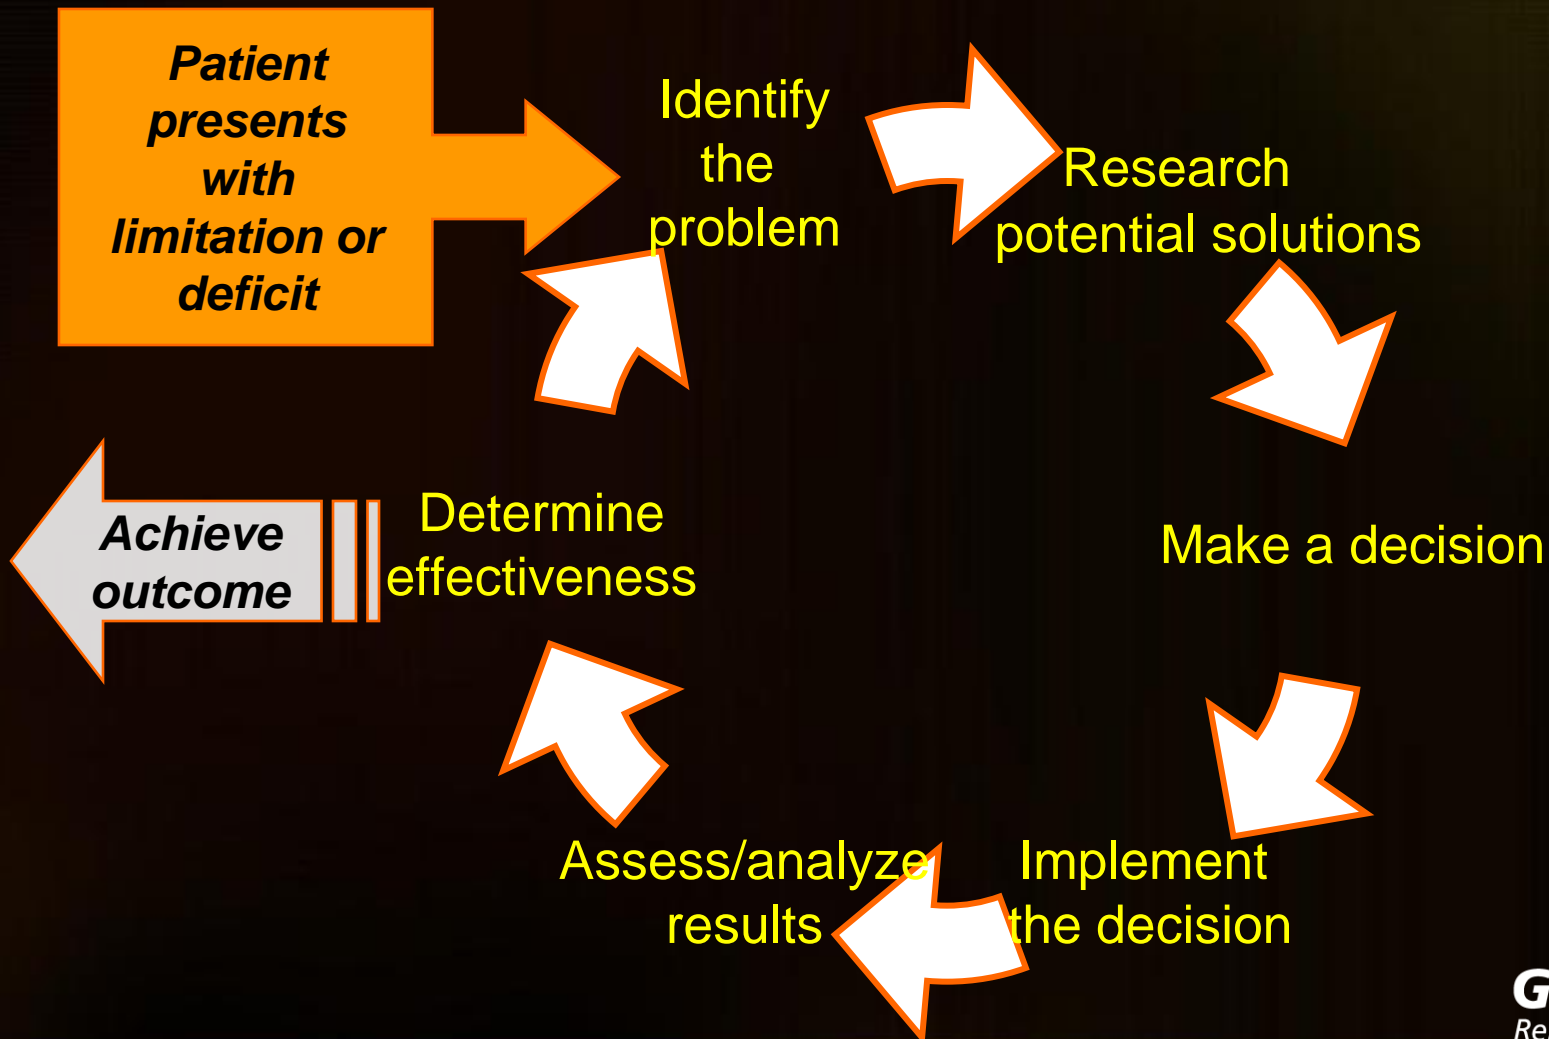 Patient
presents
with
limitation or
deficit
Identify
the
problem
Research
potential solutions
Make a decision
Implement
the decision
Assess/analyze
results
Determine
effectiveness
Achieve
outcome